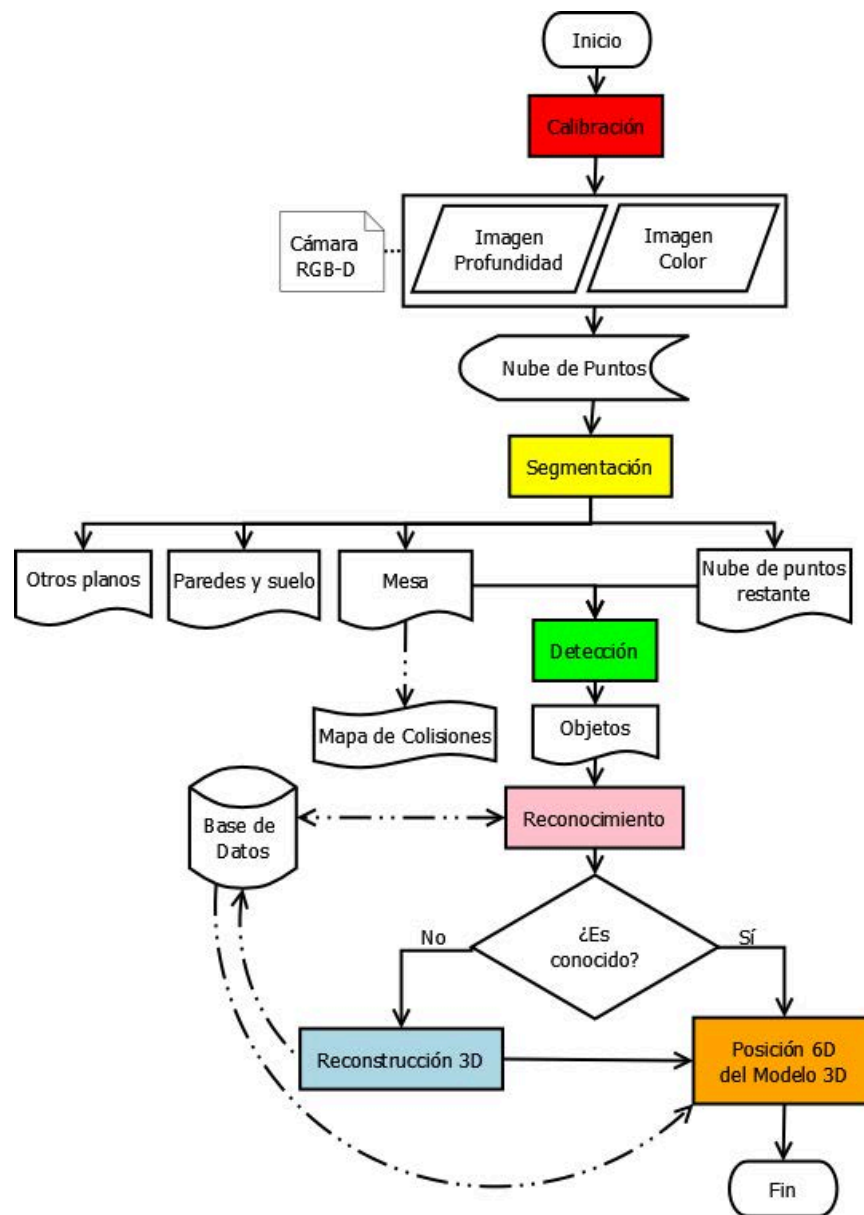 Inicio
Calibración
Cámara
RGB-D
Imagen
Profundidad
Imagen
Color
Nube de Puntos
Segmentación
Otros planos
Paredes y suelo
Mesa
Nube de puntos
restante
Detección
Mapa de Colisiones
Objetos
Base de
Datos
Reconocimiento
¿Es
conocido?
No
Sí
Reconstrucción 3D
Posición 6D
del Modelo 3D
Fin